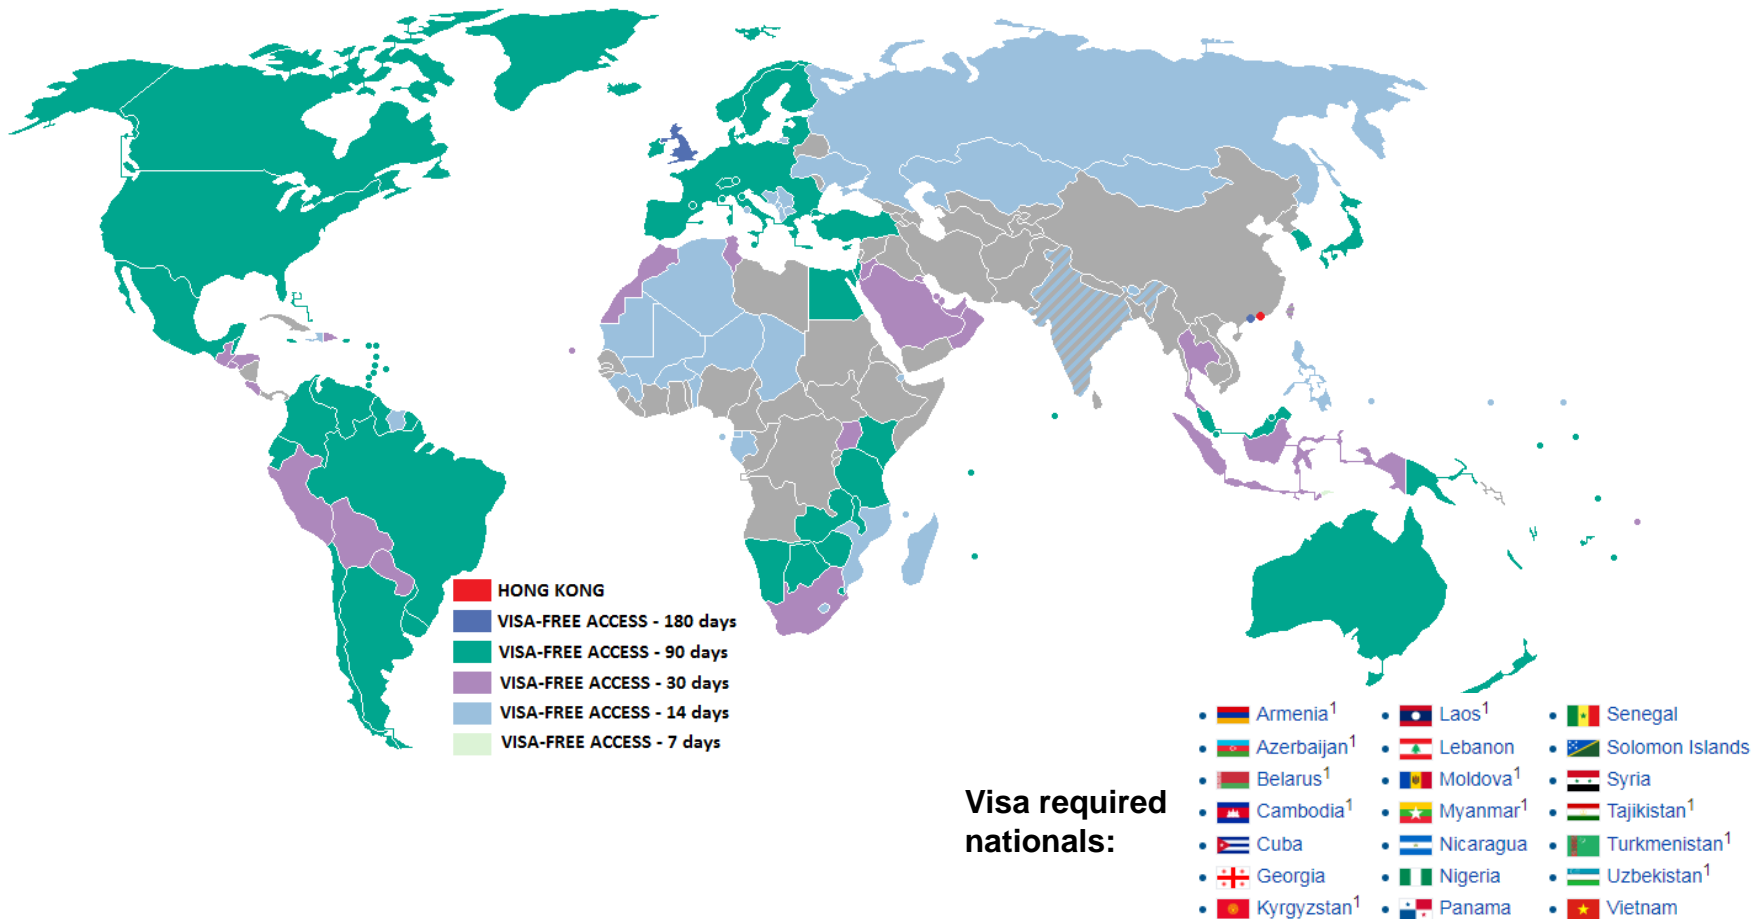 HONG KONG
VISA-FREE ACCESS - 180 days
VISA-FREE ACCESS - 90 days
VISA-FREE ACCESS - 30 days
VISA-FREE ACCESS - 14 days
VISA-FREE ACCESS - 7 days
Visa required
nationals:
• Armenia¹
• Azerbaijan¹
• Belarus¹
• Cambodia¹
• Cuba
• Georgia
• Kyrgyzstan¹
• Laos¹
• Lebanon
• Moldova¹
• Myanmar¹
• Nicaragua
• Nigeria
• Panama
• Senegal
• Solomon Islands
• Syria
• Tajikistan¹
• Turkmenistan¹
• Uzbekistan¹
• Vietnam